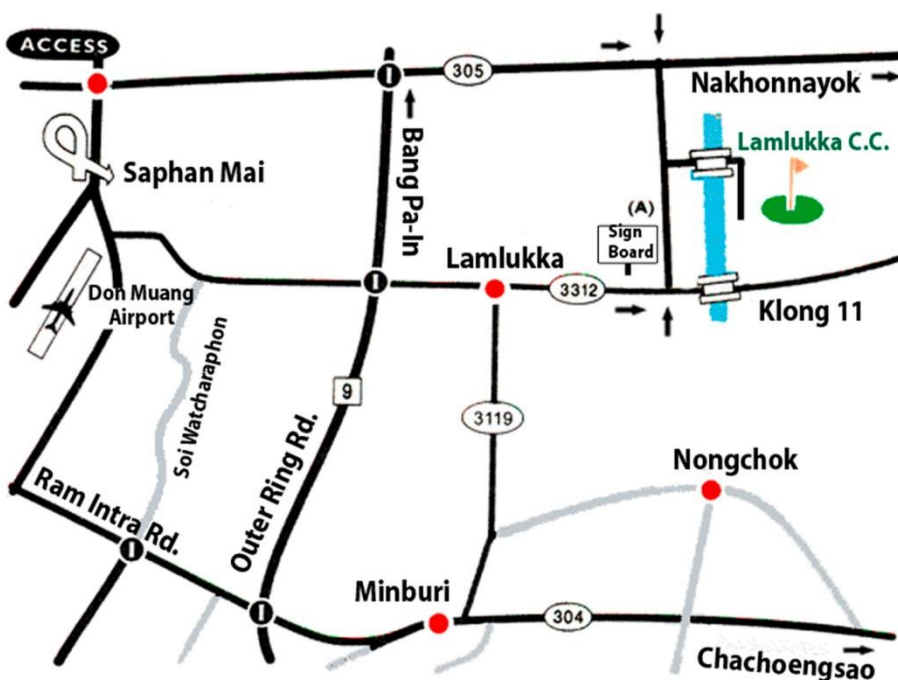 ACCESS
305
Nakhonnayok
Bang Pa-In
Lamlukka C.C.
Saphan Mai
(A)
Sign
Board
Lamlukka
3312
Klong 11
Don Muang
Airport
Soi Watcharaphon
9
3119
Outer Ring Rd.
Nongchok
Ram Intra Rd.
Minburi
304
Chachoengsao